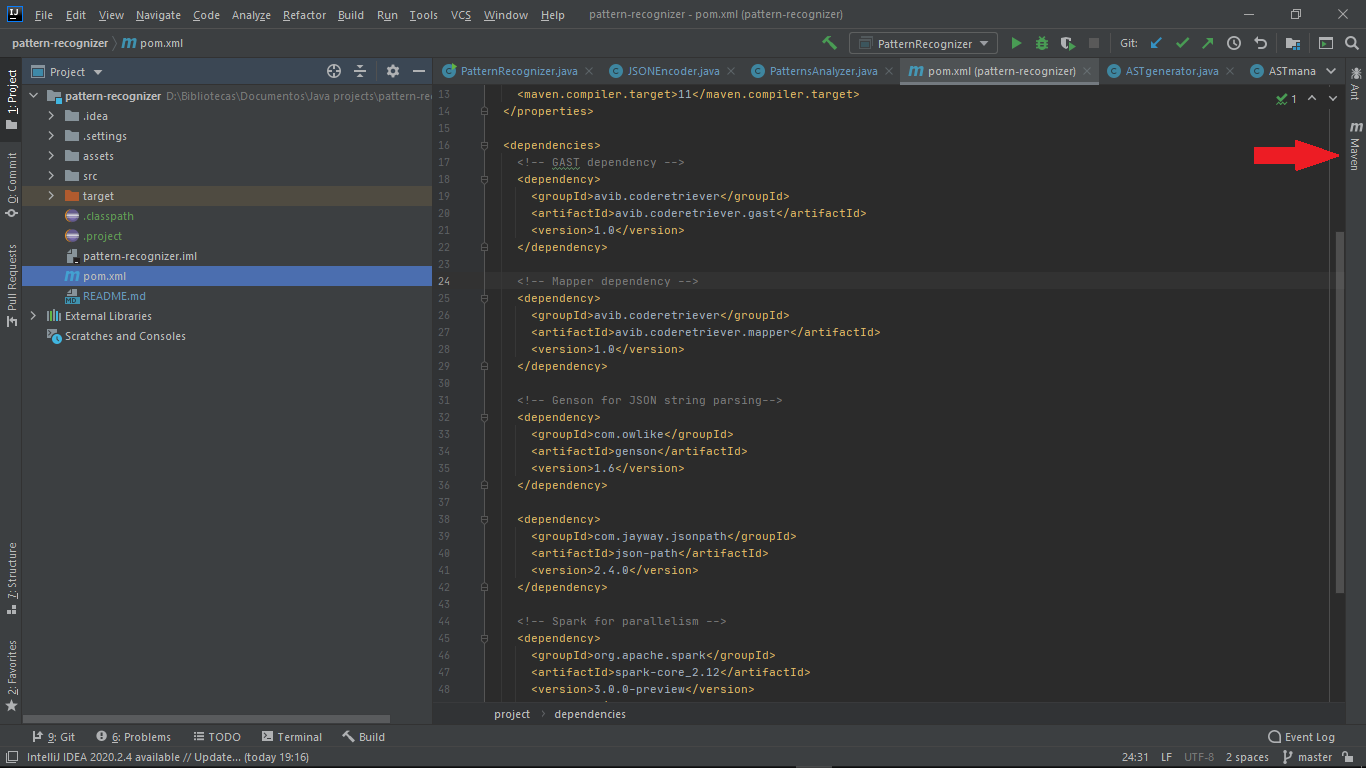 File Edit View Navigate Code Analyze Refactor Build Run Tools VCS Window Help pattern-recognizer - pom.xml (pattern-recognizer)
pattern-recognizer m pom.xml PatternRecognizer Git:
1: Project
0: Commit
Pull Requests
7: Structure
2: Favorites
Project
pattern-recognizer D:\Bibliotecas\Documentos\Java projects\pattern-re
.idea
.settings
assets
src
target
.classpath
.project
pattern-recognizer.iml
m pom.xml
MD README.md
External Libraries
Scratches and Consoles
PatternRecognizer.java JSONEncoder.java PatternsAnalyzer.java m pom.xml (pattern-recognizer) ASTgenerator.java ASTmana
1
13 <maven.compiler.target>11</maven.compiler.target>
14 </properties>
15
16 <dependencies>
17 <!-- GAST dependency -->
18 <dependency>
19 <groupId>avib.coderetriever</groupId>
20 <artifactId>avib.coderetriever.gast</artifactId>
21 <version>1.0</version>
22 </dependency>
23
24 <!-- Mapper dependency -->
25 <dependency>
26 <groupId>avib.coderetriever</groupId>
27 <artifactId>avib.coderetriever.mapper</artifactId>
28 <version>1.0</version>
29 </dependency>
30
31 <!-- Genson for JSON string parsing-->
32 <dependency>
33 <groupId>com.owlike</groupId>
34 <artifactId>genson</artifactId>
35 <version>1.6</version>
36 </dependency>
37
38 <dependency>
39 <groupId>com.jayway.jsonpath</groupId>
40 <artifactId>json-path</artifactId>
41 <version>2.4.0</version>
42 </dependency>
43
44 <!-- Spark for parallelism -->
45 <dependency>
46 <groupId>org.apache.spark</groupId>
47 <artifactId>spark-core_2.12</artifactId>
48 <version>3.0.0-preview</version>
Ant
m Maven
project dependencies
9: Git 6: Problems TODO Terminal Build Event Log
IntelliJ IDEA 2020.2.4 available // Update... (today 19:16) 24:31 LF UTF-8 2 spaces master